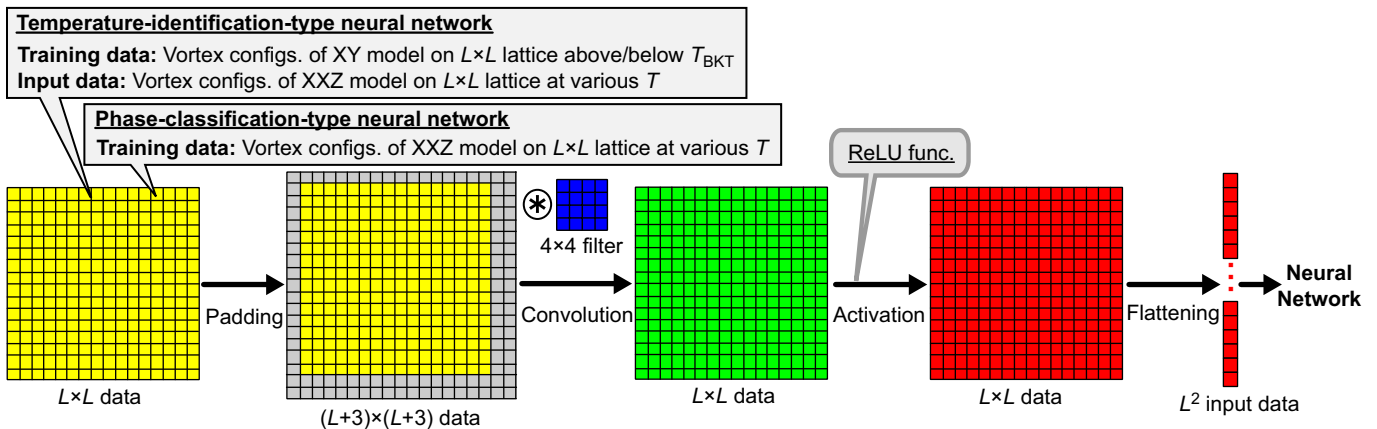 Temperature-identification-type neural network
Training data: Vortex configs. of XY model on L×L lattice above/below T_BKT
Input data: Vortex configs. of XXZ model on L×L lattice at various T
Phase-classification-type neural network
Training data: Vortex configs. of XXZ model on L×L lattice at various T
ReLU func.
4×4 filter
Padding
Convolution
Activation
Flattening
Neural
Network
L×L data
(L+3)×(L+3) data
L×L data
L×L data
L² input data